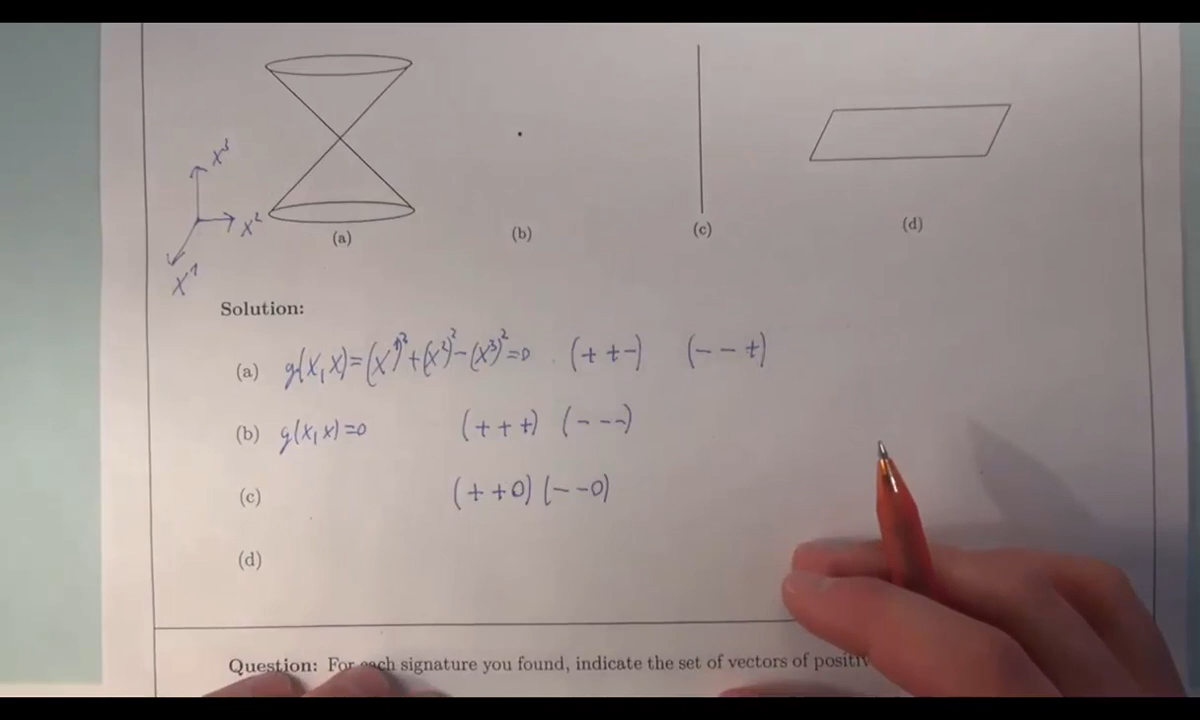 x³
x²
x¹
(a) (b) (c) (d)
Solution:
(a) g(x,x)=(x¹)²+(x²)²-(x³)²=0 (++-) (--+)
(b) g(x,x)=0 (+++) (---)
(c) (++0) (--0)
(d)
Question: For each signature you found, indicate the set of vectors of